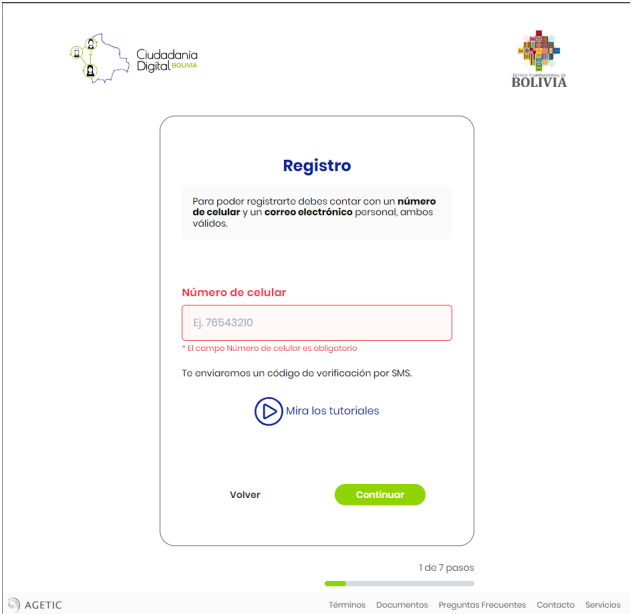 Ciudadanía
Digital BOLIVIA
ESTADO PLURINACIONAL DE
BOLIVIA
Registro
Para poder registrarte debes contar con un número
de celular y un correo electrónico personal, ambos
válidos.
Número de celular
Ej. 76543210
* El campo Número de celular es obligatorio
Te enviaremos un código de verificación por SMS.
Mira los tutoriales
Volver
Continuar
1 de 7 pasos
AGETIC
Términos Documentos Preguntas Frecuentes Contacto Servicios